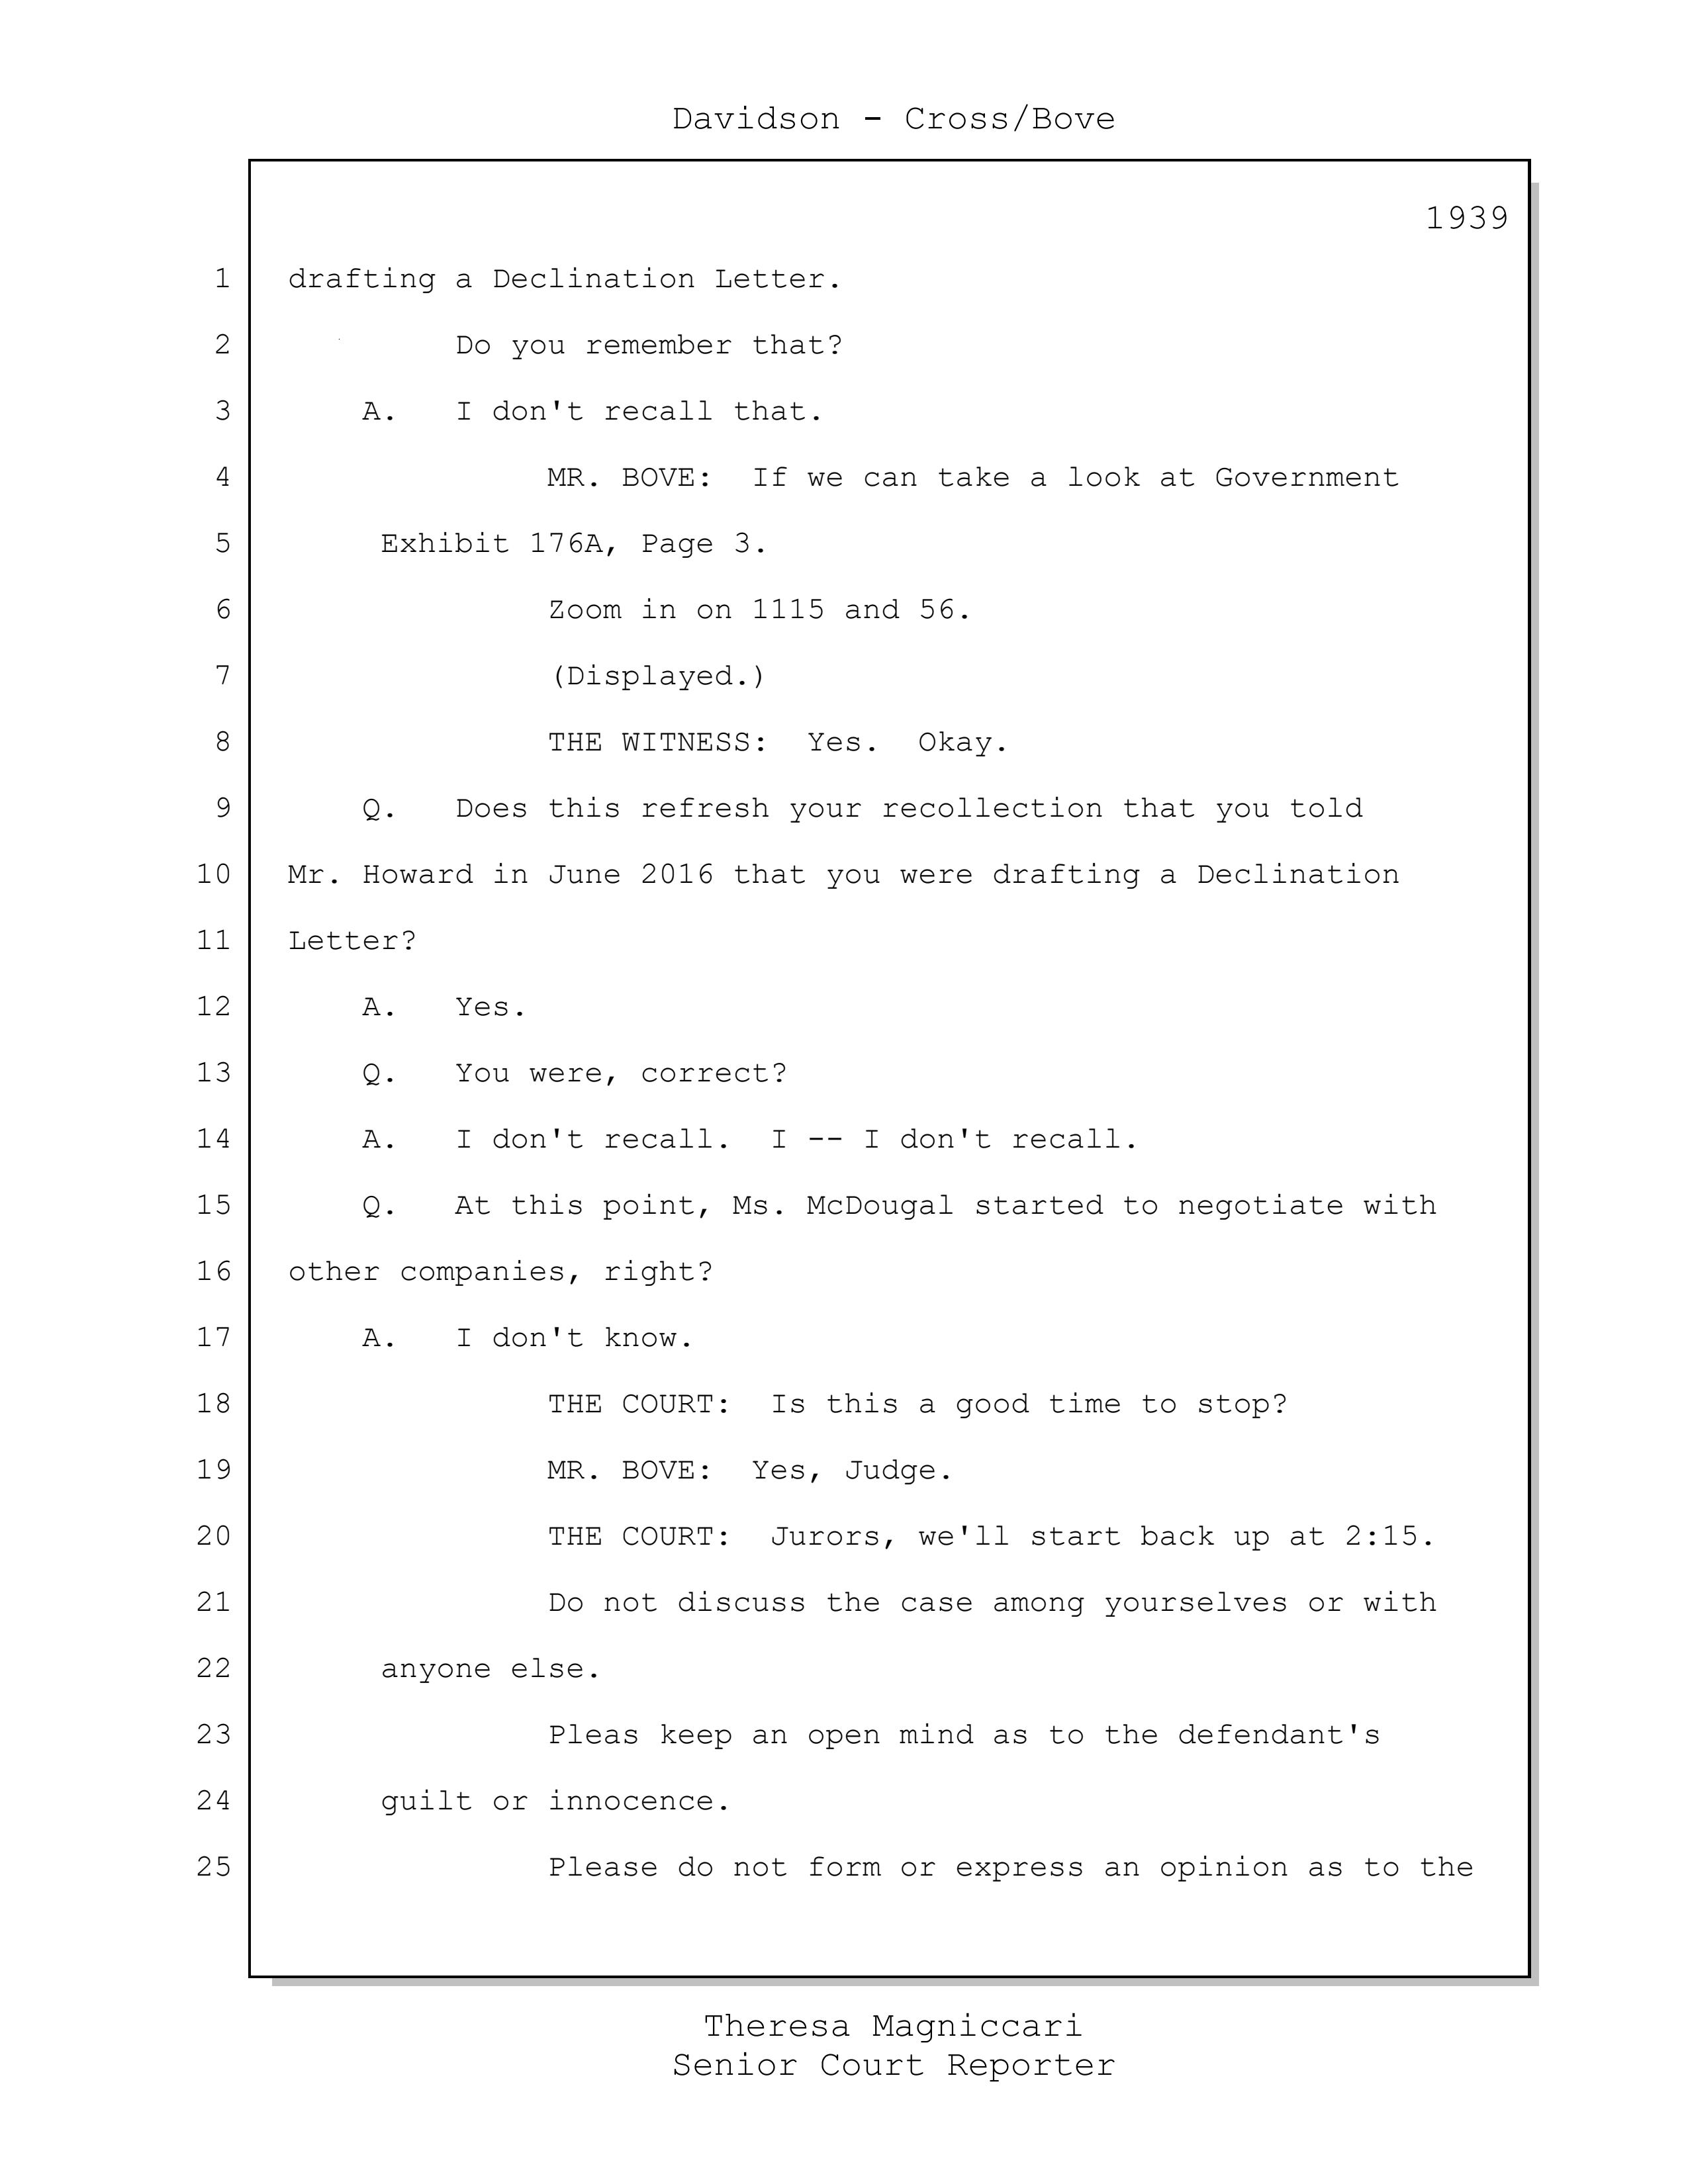 Davidson - Cross/Bove
1939
1 drafting a Declination Letter.
2 Do you remember that?
3 A. I don't recall that.
4 MR. BOVE: If we can take a look at Government
5 Exhibit 176A, Page 3.
6 Zoom in on 1115 and 56.
7 (Displayed.)
8 THE WITNESS: Yes. Okay.
9 Q. Does this refresh your recollection that you told
10 Mr. Howard in June 2016 that you were drafting a Declination
11 Letter?
12 A. Yes.
13 Q. You were, correct?
14 A. I don't recall. I -- I don't recall.
15 Q. At this point, Ms. McDougal started to negotiate with
16 other companies, right?
17 A. I don't know.
18 THE COURT: Is this a good time to stop?
19 MR. BOVE: Yes, Judge.
20 THE COURT: Jurors, we'll start back up at 2:15.
21 Do not discuss the case among yourselves or with
22 anyone else.
23 Pleas keep an open mind as to the defendant's
24 guilt or innocence.
25 Please do not form or express an opinion as to the
Theresa Magniccari
Senior Court Reporter